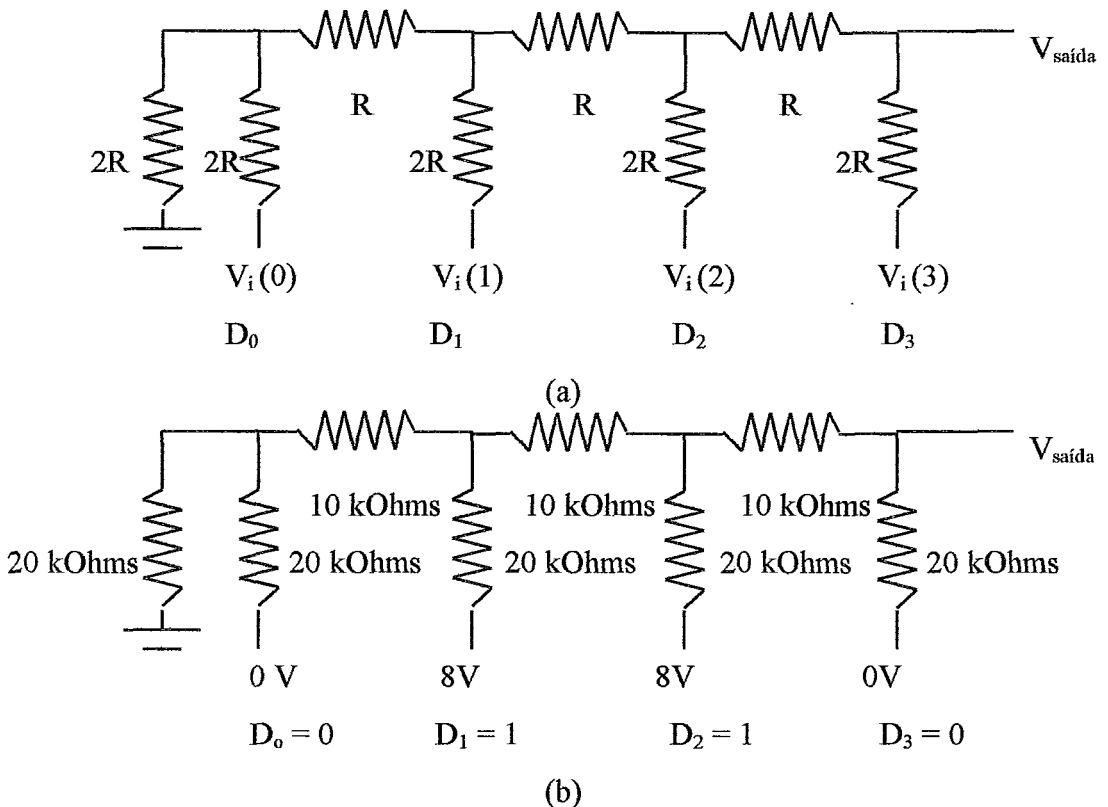 V_saída
R R R
2R 2R 2R 2R 2R
V_i (0) V_i (1) V_i (2) V_i (3)
D_0 D_1 D_2 D_3
(a)
V_saída
10 kOhms 10 kOhms 10 kOhms
20 kOhms 20 kOhms 20 kOhms 20 kOhms 20 kOhms
0 V 8V 8V 0V
D_o = 0 D_1 = 1 D_2 = 1 D_3 = 0
(b)